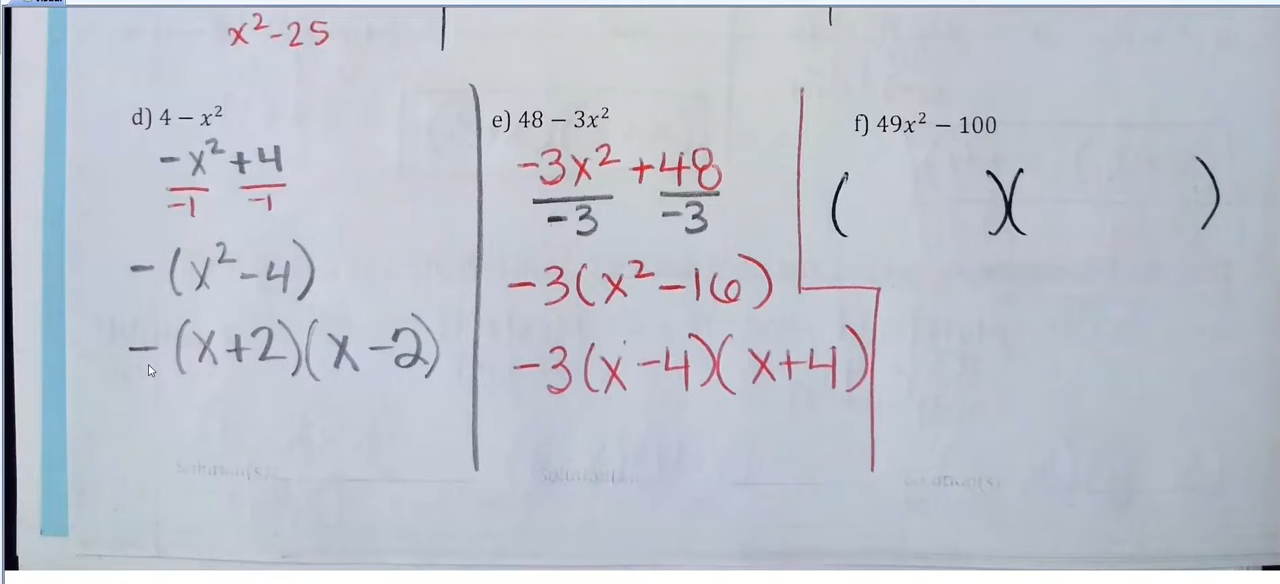 x²-25
d) 4 − x²
-x²+4
-1 -1
-(x²-4)
-(x+2)(x-2)
e) 48 − 3x²
-3x²+48
-3 -3
-3(x²-16)
-3(x-4)(x+4)
f) 49x² − 100
( )( )